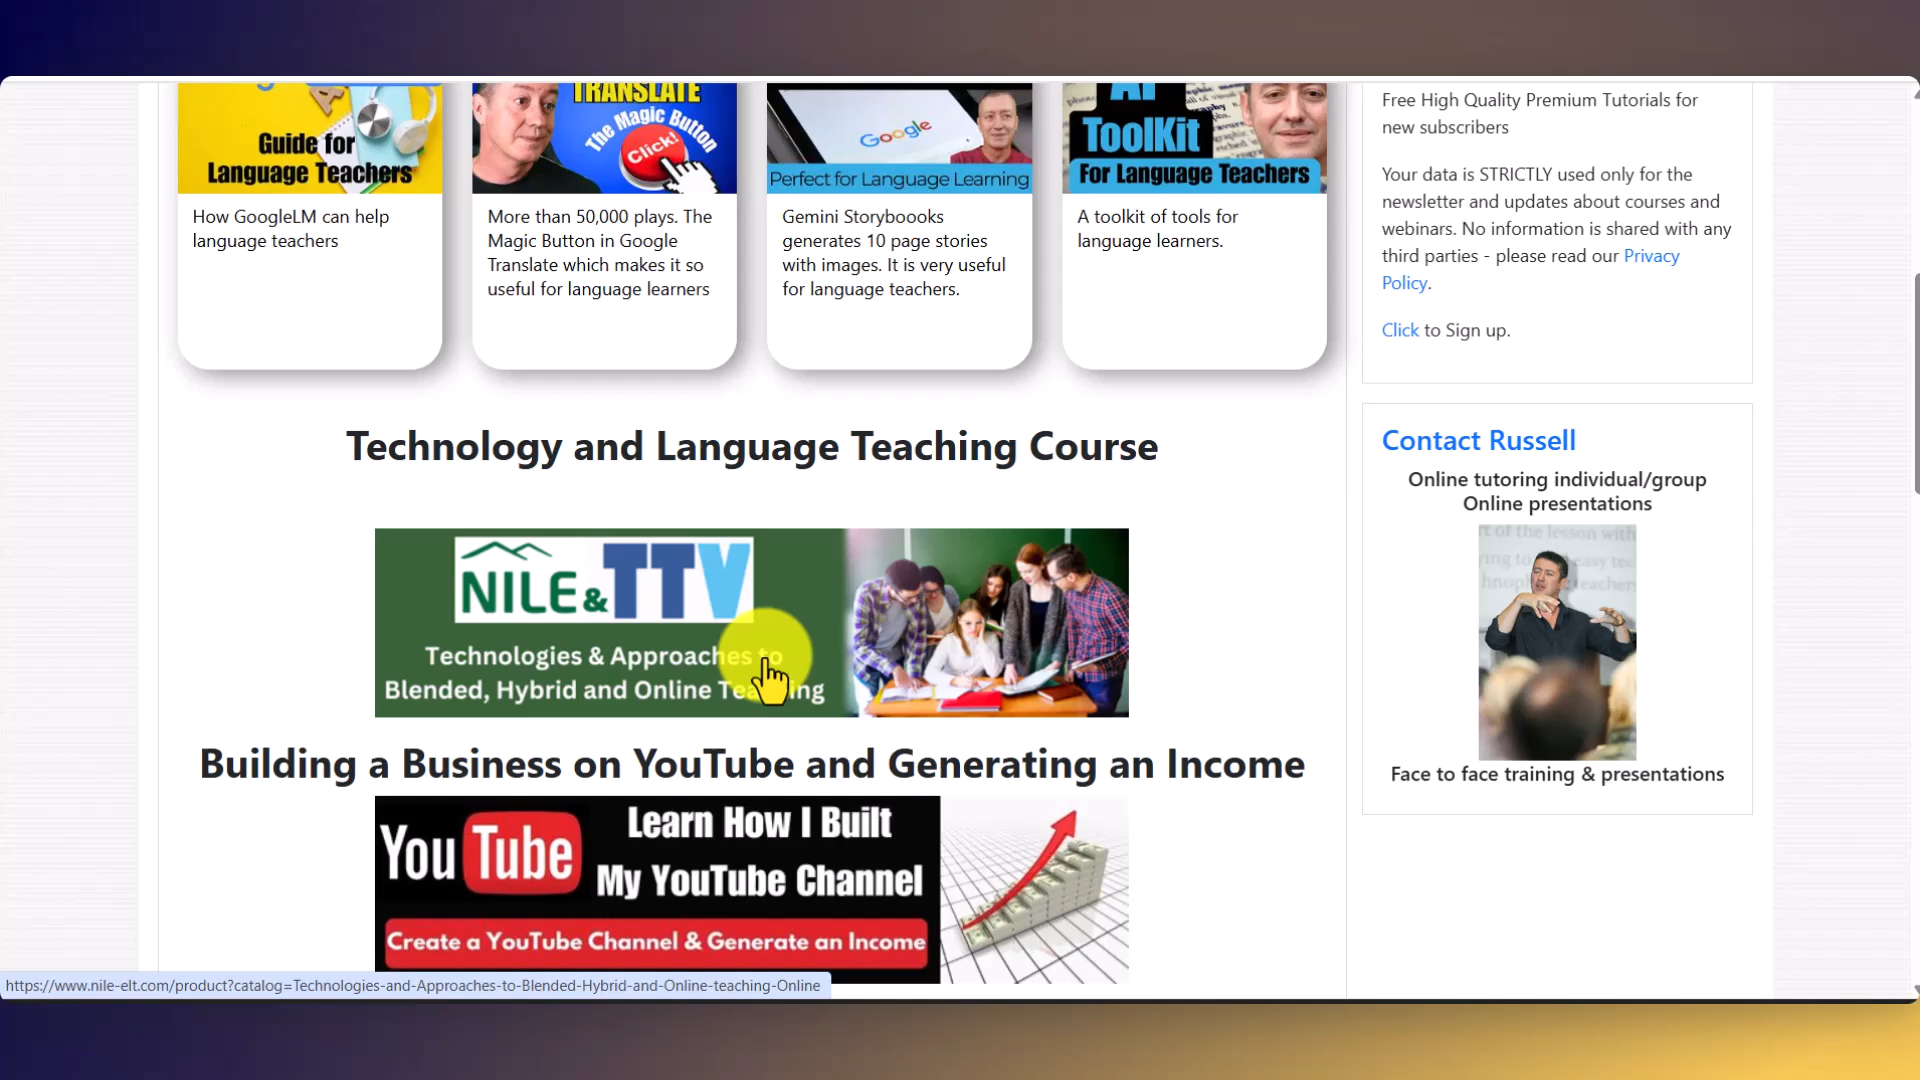 Guide for
Language Teachers
How GoogleLM can help
language teachers
TRANSLATE
The Magic Button
Click!
More than 50,000 plays. The
Magic Button in Google
Translate which makes it so
useful for language learners
Google
Perfect for Language Learning
Gemini Storyboooks
generates 10 page stories
with images. It is very useful
for language teachers.
AI
ToolKit
For Language Teachers
A toolkit of tools for
language learners.
Free High Quality Premium Tutorials for
new subscribers
Your data is STRICTLY used only for the
newsletter and updates about courses and
webinars. No information is shared with any
third parties - please read our Privacy
Policy.
Click to Sign up.
Technology and Language Teaching Course
NILE & TTV
Technologies & Approaches to
Blended, Hybrid and Online Teaching
Building a Business on YouTube and Generating an Income
YouTube
Learn How I Built
My YouTube Channel
Create a YouTube Channel & Generate an Income
Contact Russell
Online tutoring individual/group
Online presentations
Face to face training & presentations
https://www.nile-elt.com/product?catalog=Technologies-and-Approaches-to-Blended-Hybrid-and-Online-teaching-Online